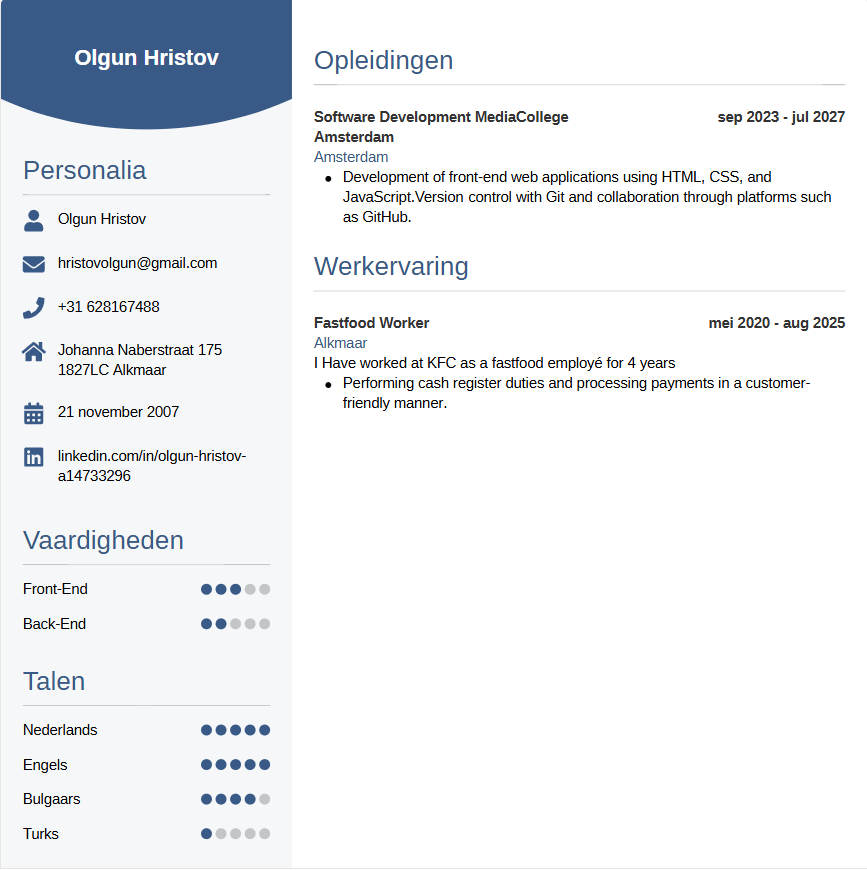 Olgun Hristov
Personalia
Olgun Hristov
hristovolgun@gmail.com
+31 628167488
Johanna Naberstraat 175
1827LC Alkmaar
21 november 2007
linkedin.com/in/olgun-hristov-
a14733296
Vaardigheden
Front-End
Back-End
Talen
Nederlands
Engels
Bulgaars
Turks
Opleidingen
Software Development MediaCollege sep 2023 - jul 2027
Amsterdam
Amsterdam
• Development of front-end web applications using HTML, CSS, and
JavaScript.Version control with Git and collaboration through platforms such
as GitHub.
Werkervaring
Fastfood Worker mei 2020 - aug 2025
Alkmaar
I Have worked at KFC as a fastfood employé for 4 years
• Performing cash register duties and processing payments in a customer-
friendly manner.